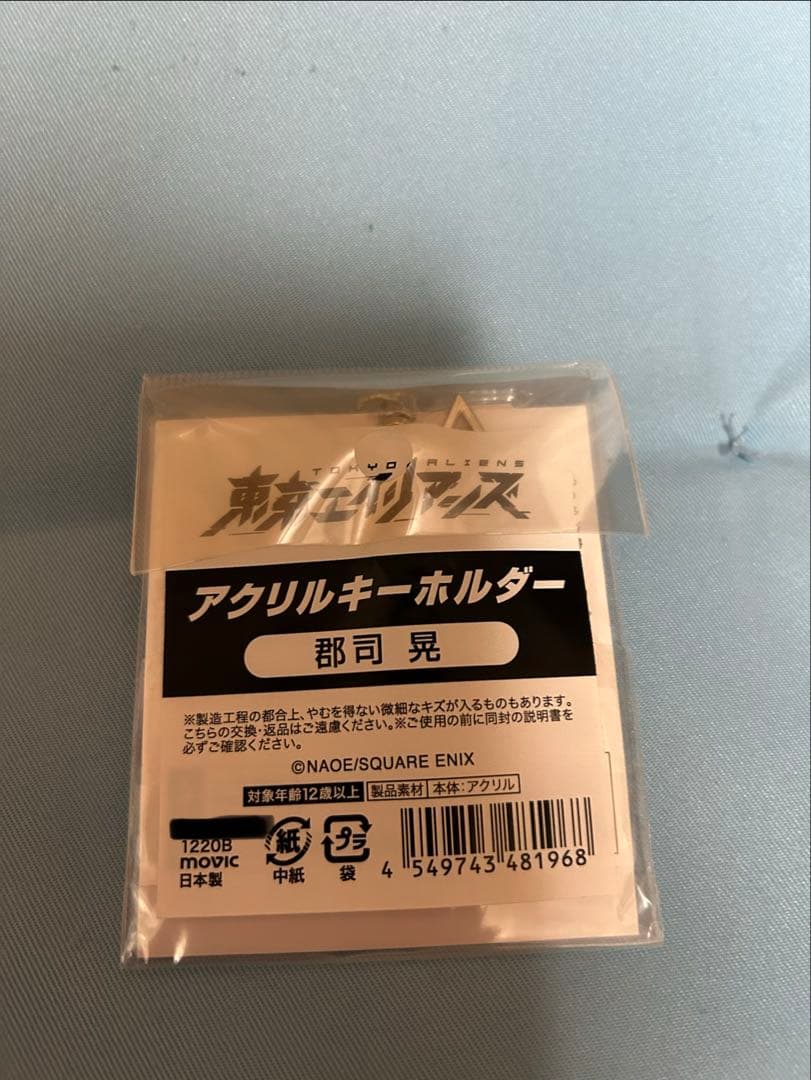 TOKYO ALIENS
東京エイリアンズ
アクリルキーホルダー
郡司 晃
※製造工程の都合上、やむを得ない微細なキズが入るものもあります。
こちらの交換・返品はご遠慮ください。※ご使用の前に同封の説明書を
必ずご確認ください。
©NAOE/SQUARE ENIX
対象年齢12歳以上 製品素材 本体:アクリル
1220B
movic
日本製
紙
中紙
プラ
袋
4 549743 481968